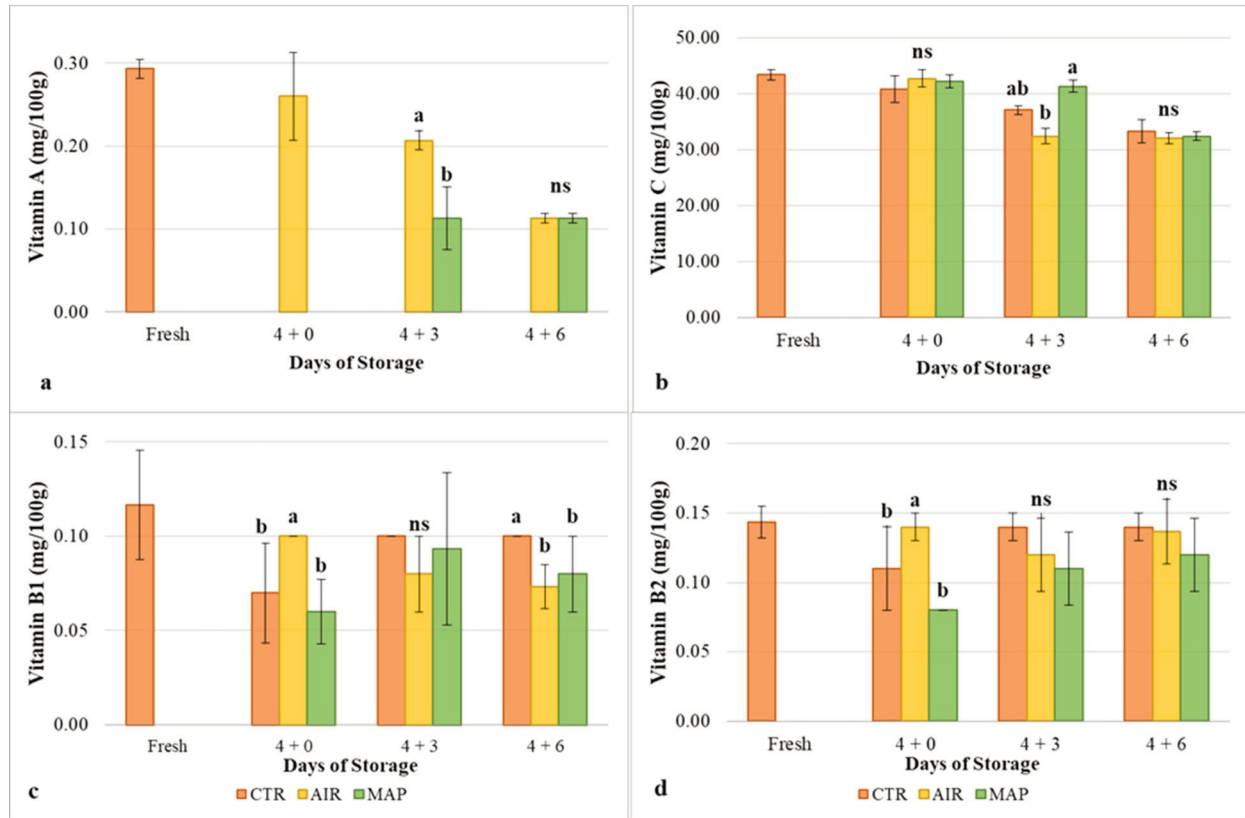 Vitamin A (mg/100g)
0.30
0.20
0.10
0.00
a
b
ns
Fresh
4 + 0
4 + 3
4 + 6
Days of Storage
a
Vitamin C (mg/100g)
50.00
40.00
30.00
20.00
10.00
0.00
ns
ab
b
a
ns
Fresh
4 + 0
4 + 3
4 + 6
Days of Storage
b
Vitamin B1 (mg/100g)
0.15
0.10
0.05
0.00
b
a
b
ns
a
b
b
Fresh
4 + 0
4 + 3
4 + 6
Days of Storage
c
CTR AIR MAP
Vitamin B2 (mg/100g)
0.20
0.15
0.10
0.05
0.00
b
a
b
ns
ns
Fresh
4 + 0
4 + 3
4 + 6
Days of Storage
d
CTR AIR MAP